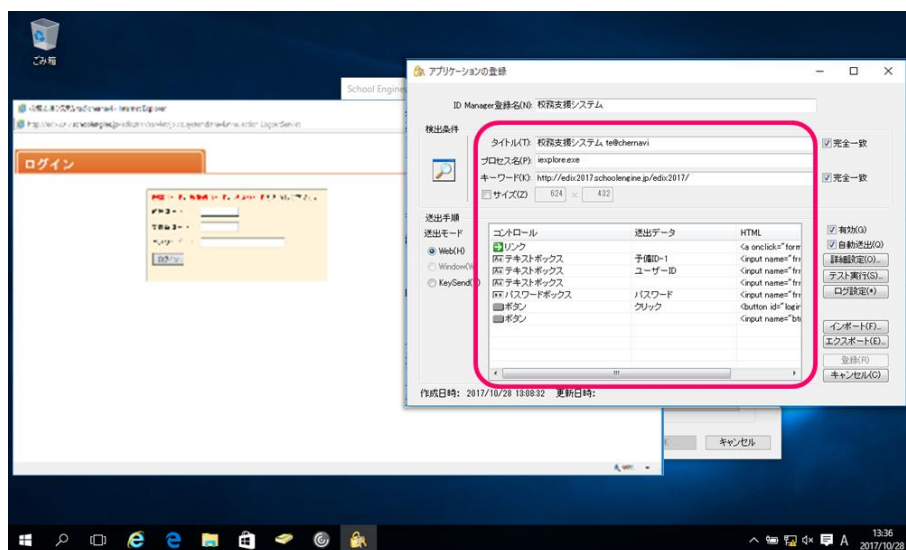 ごみ箱
School Engine
ログイン
アプリケーションの登録
ID Manager登録名(N): 校務支援システム
検出条件
タイトル(T): 校務支援システム te@chernavi
完全一致
プロセス名(P): iexplore.exe
キーワード(K): http://edix2017.schoolengine.jp/edix2017/
完全一致
サイズ(Z) 624 × 432
送出手順
送出モード
Web(H)
Window(W
KeySend(
コントロール 送出データ HTML
リンク <a onclick="form
テキストボックス 予備ID-1 <input name="frr
テキストボックス ユーザーID <input name="frr
テキストボックス <input name="frr
パスワードボックス パスワード <input name="frr
ボタン クリック <button id="logir
ボタン <input name="btr
有効(G)
自動送出(O)
詳細設定(O)...
テスト実行(S)...
ログ設定(*)
インポート(F)...
エクスポート(E)...
登録(R)
キャンセル(C)
作成日時: 2017/10/28 13:08:32 更新日時:
キャンセル
A
13:36
2017/10/28